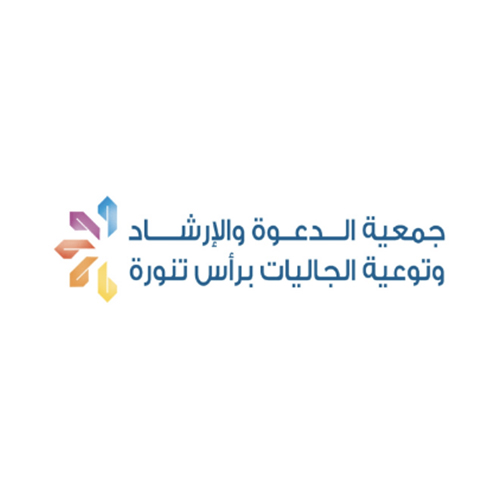 جمعية الدعوة والإرشاد
وتوعية الجاليات برأس تنورة